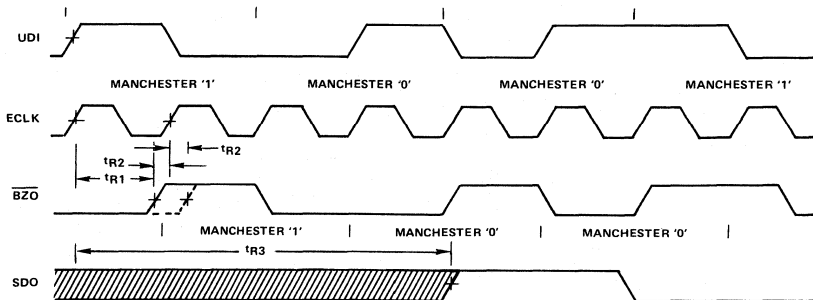 UDI
MANCHESTER '1' MANCHESTER '0' MANCHESTER '0' MANCHESTER '1'
ECLK
tR2
tR2
tR1
BZO
MANCHESTER '1' MANCHESTER '0' MANCHESTER '0'
tR3
SDO